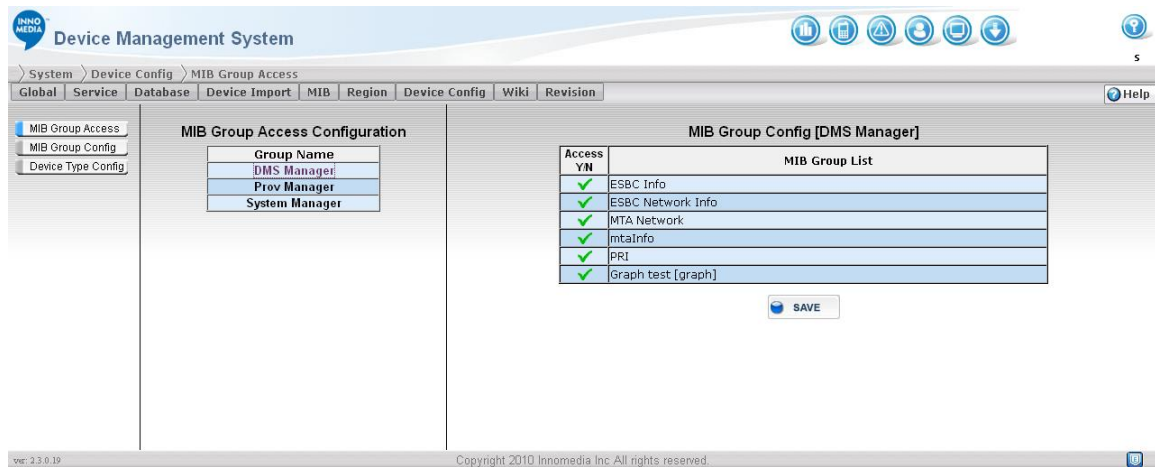 INNO
MEDIA
Device Management System
s
System Device Config MIB Group Access
Global Service Database Device Import MIB Region Device Config Wiki Revision
Help
MIB Group Access
MIB Group Config
Device Type Config
MIB Group Access Configuration
Group Name
DMS Manager
Prov Manager
System Manager
MIB Group Config [DMS Manager]
Access
Y/N
MIB Group List
ESBC Info
ESBC Network Info
MTA Network
mtaInfo
PRI
Graph test [graph]
SAVE
ver: 2.3.0.19
Copyright 2010 Innomedia Inc All rights reserved.